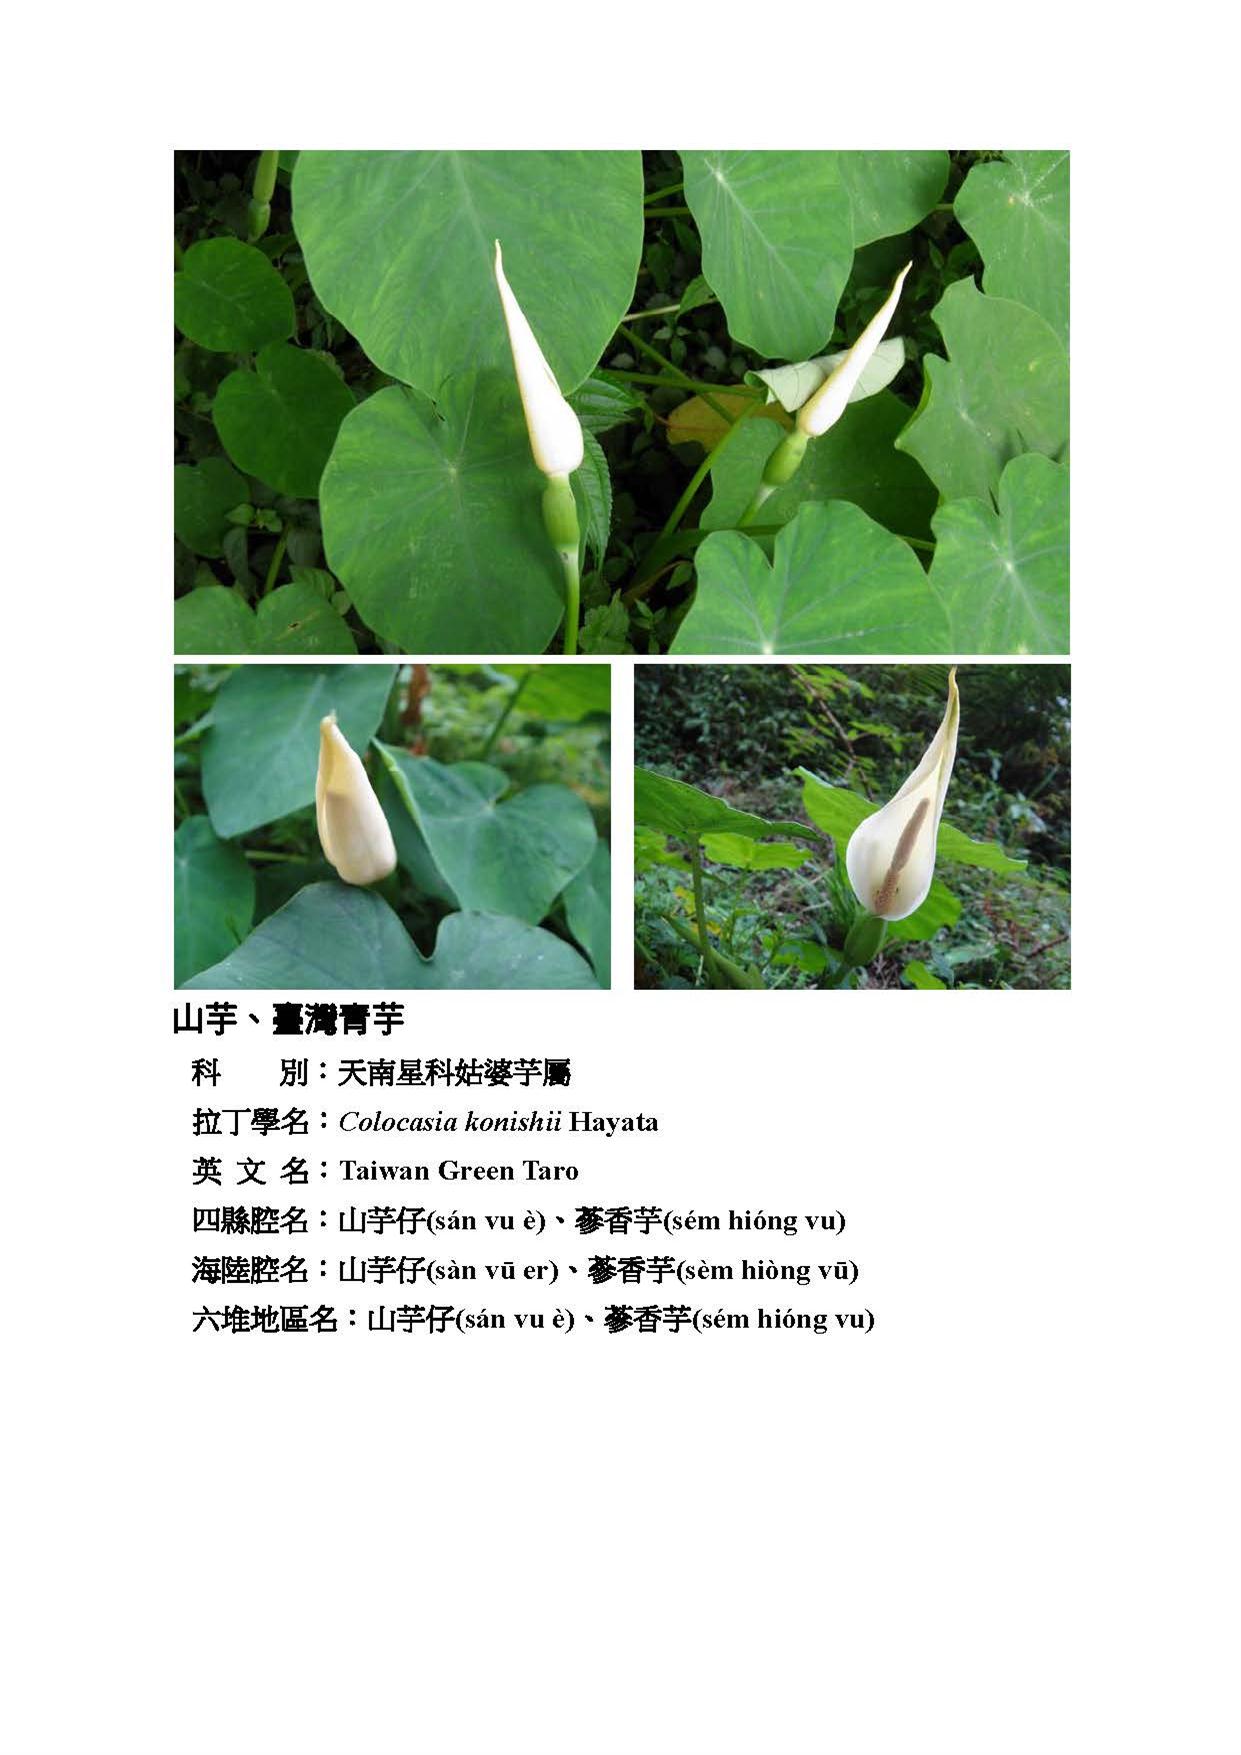 山芋、臺灣青芋
科　　別：天南星科姑婆芋屬
拉丁學名：Colocasia konishii Hayata
英 文 名：Taiwan Green Taro
四縣腔名：山芋仔(sán vu è)、蔘香芋(sém hióng vu)
海陸腔名：山芋仔(sàn vū er)、蔘香芋(sèm hiòng vū)
六堆地區名：山芋仔(sán vu è)、蔘香芋(sém hióng vu)